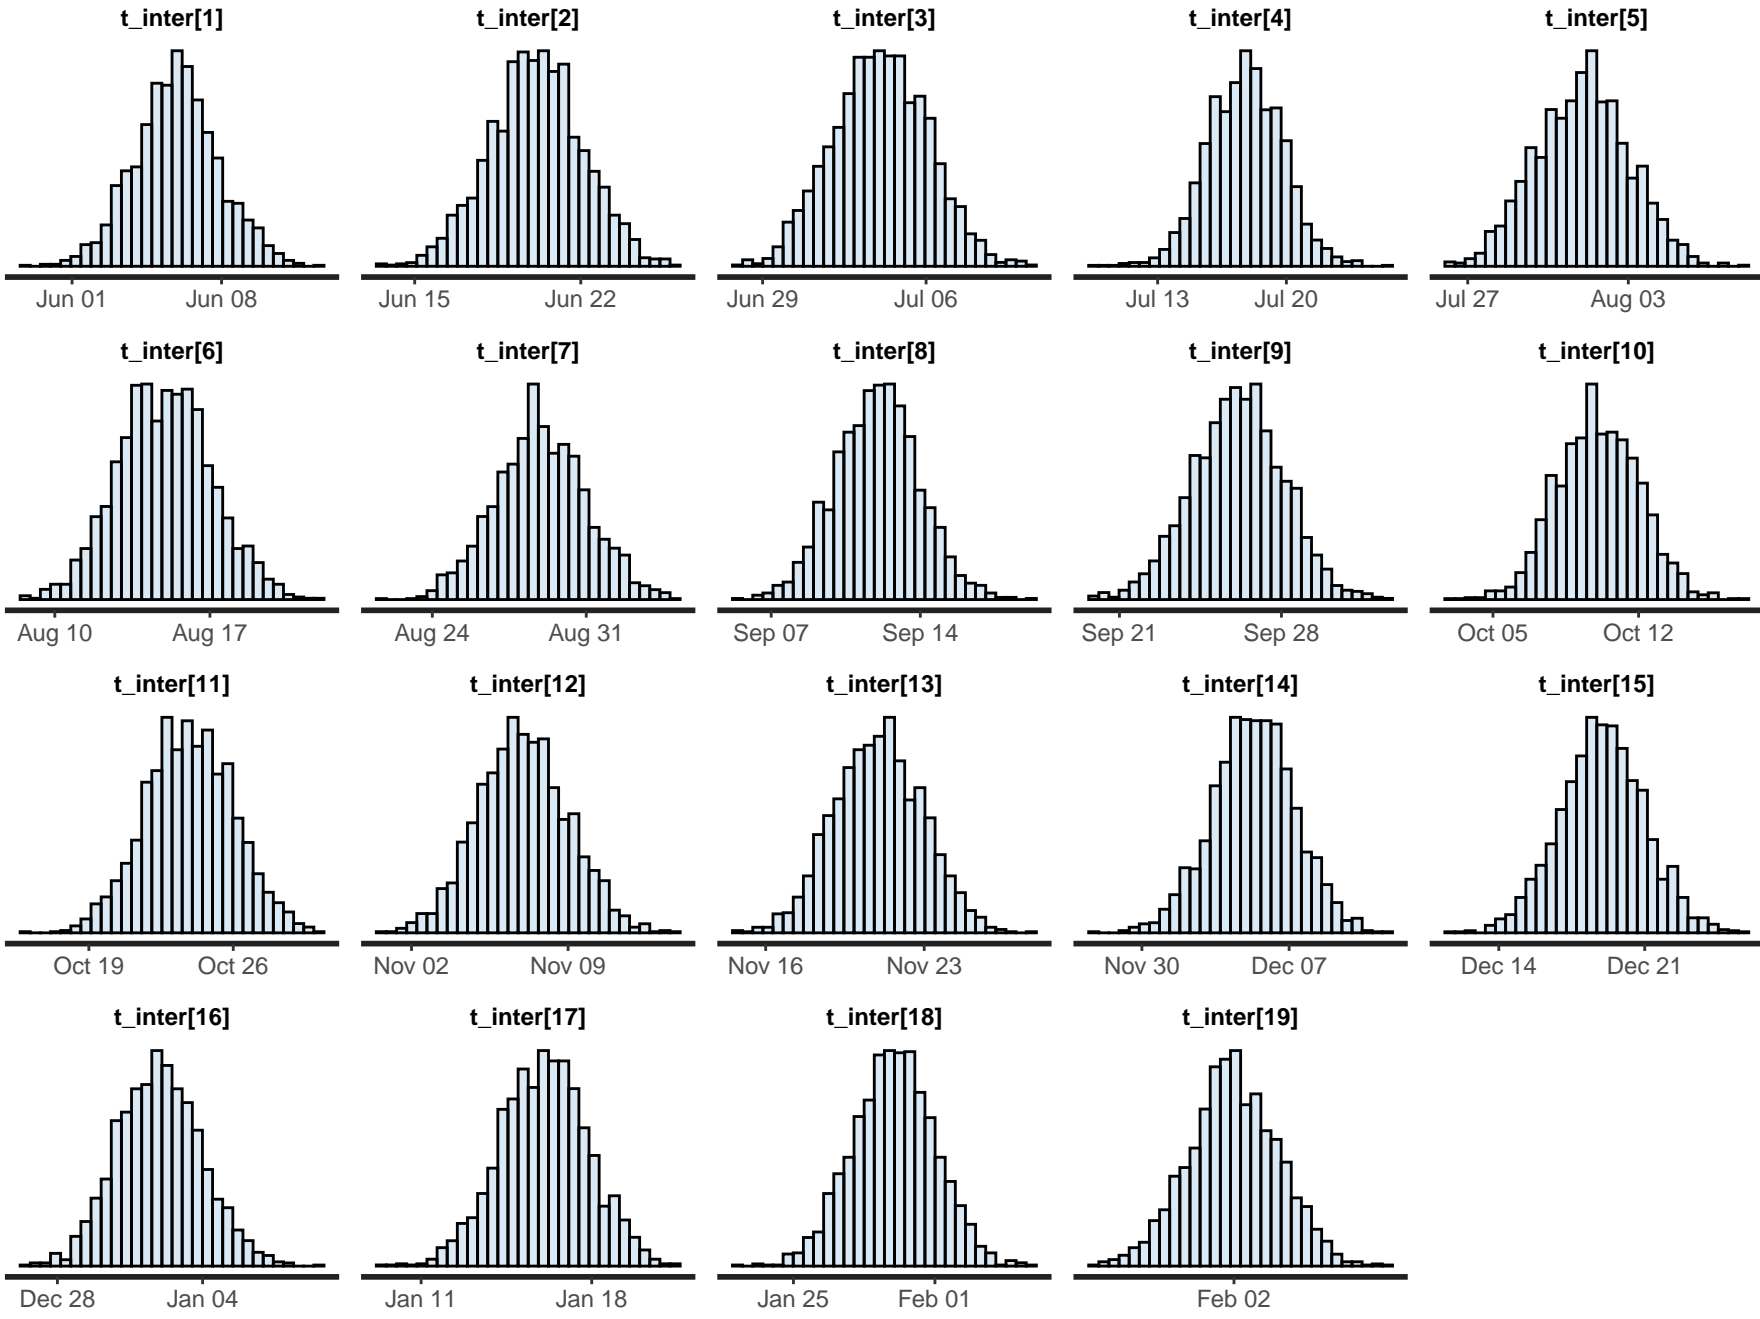 t_inter[1] t_inter[2] t_inter[3] t_inter[4] t_inter[5]
Jun 01 Jun 08 Jun 15 Jun 22 Jun 29 Jul 06 Jul 13 Jul 20 Jul 27 Aug 03
t_inter[6] t_inter[7] t_inter[8] t_inter[9] t_inter[10]
Aug 10 Aug 17 Aug 24 Aug 31 Sep 07 Sep 14 Sep 21 Sep 28 Oct 05 Oct 12
t_inter[11] t_inter[12] t_inter[13] t_inter[14] t_inter[15]
Oct 19 Oct 26 Nov 02 Nov 09 Nov 16 Nov 23 Nov 30 Dec 07 Dec 14 Dec 21
t_inter[16] t_inter[17] t_inter[18] t_inter[19]
Dec 28 Jan 04 Jan 11 Jan 18 Jan 25 Feb 01 Feb 02